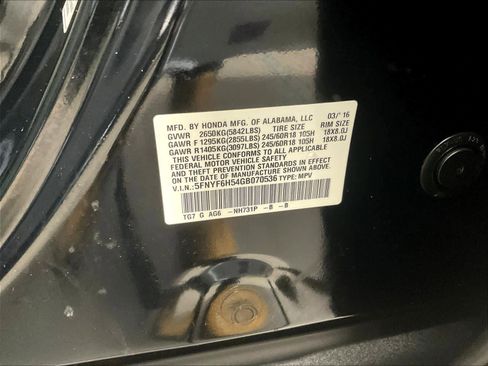 MFD. BY HONDA MFG. OF ALABAMA, LLC 03/'16
GVWR 2650KG(5842LBS) TIRE SIZE RIM SIZE
GAWR F1295KG(2855LBS) 245/60R18 105H 18X8.0J
GAWR R1405KG(3097LBS) 245/60R18 105H 18X8.0J
THIS VEHICLE CONFORMS TO ALL APPLICABLE
FEDERAL MOTOR VEHICLE SAFETY AND
THEFT PREVENTION STANDARDS IN EFFECT ON
THE DATE OF MANUFACTURE SHOWN ABOVE.
V.I.N.: 5FNYF6H54GB070536 TYPE: MPV
TG7 G AG6 -NH731P -B -B